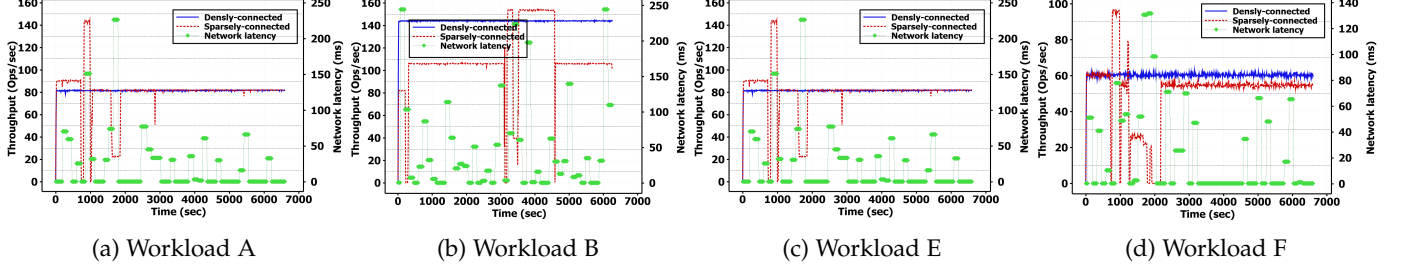 160
140
120
100
80
60
40
20
0
Throughput (Ops/sec)
Densly-connected
Sparsely-connected
Network latency
250
200
150
100
50
0
Network latency (ms)
0 1000 2000 3000 4000 5000 6000 7000
Time (sec)
(a) Workload A
160
140
120
100
80
60
40
20
0
Throughput (Ops/sec)
Densly-connected
Sparsely-connected
Network latency
250
200
150
100
50
0
Network latency (ms)
0 1000 2000 3000 4000 5000 6000 7000
Time (sec)
(b) Workload B
160
140
120
100
80
60
40
20
0
Throughput (Ops/sec)
Densly-connected
Sparsely-connected
Network latency
250
200
150
100
50
0
Network latency (ms)
0 1000 2000 3000 4000 5000 6000 7000
Time (sec)
(c) Workload E
100
80
60
40
20
0
Throughput (Ops/sec)
Densly-connected
Sparsely-connected
Network latency
140
120
100
80
60
40
20
0
Network latency (ms)
0 1000 2000 3000 4000 5000 6000 7000
Time (sec)
(d) Workload F